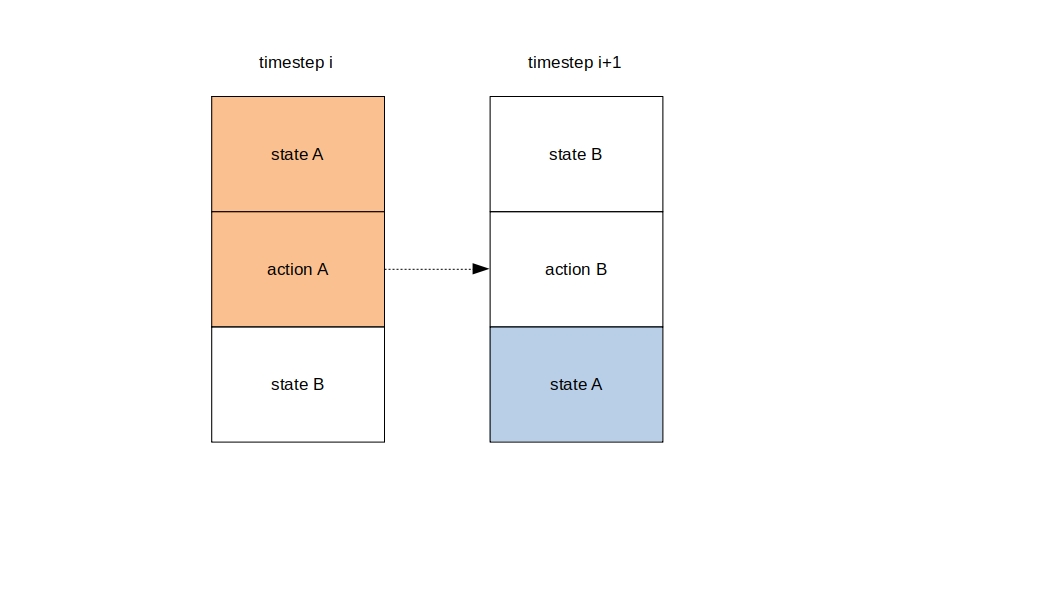 timestep i
timestep i+1
state A
state B
action A
action B
state B
state A